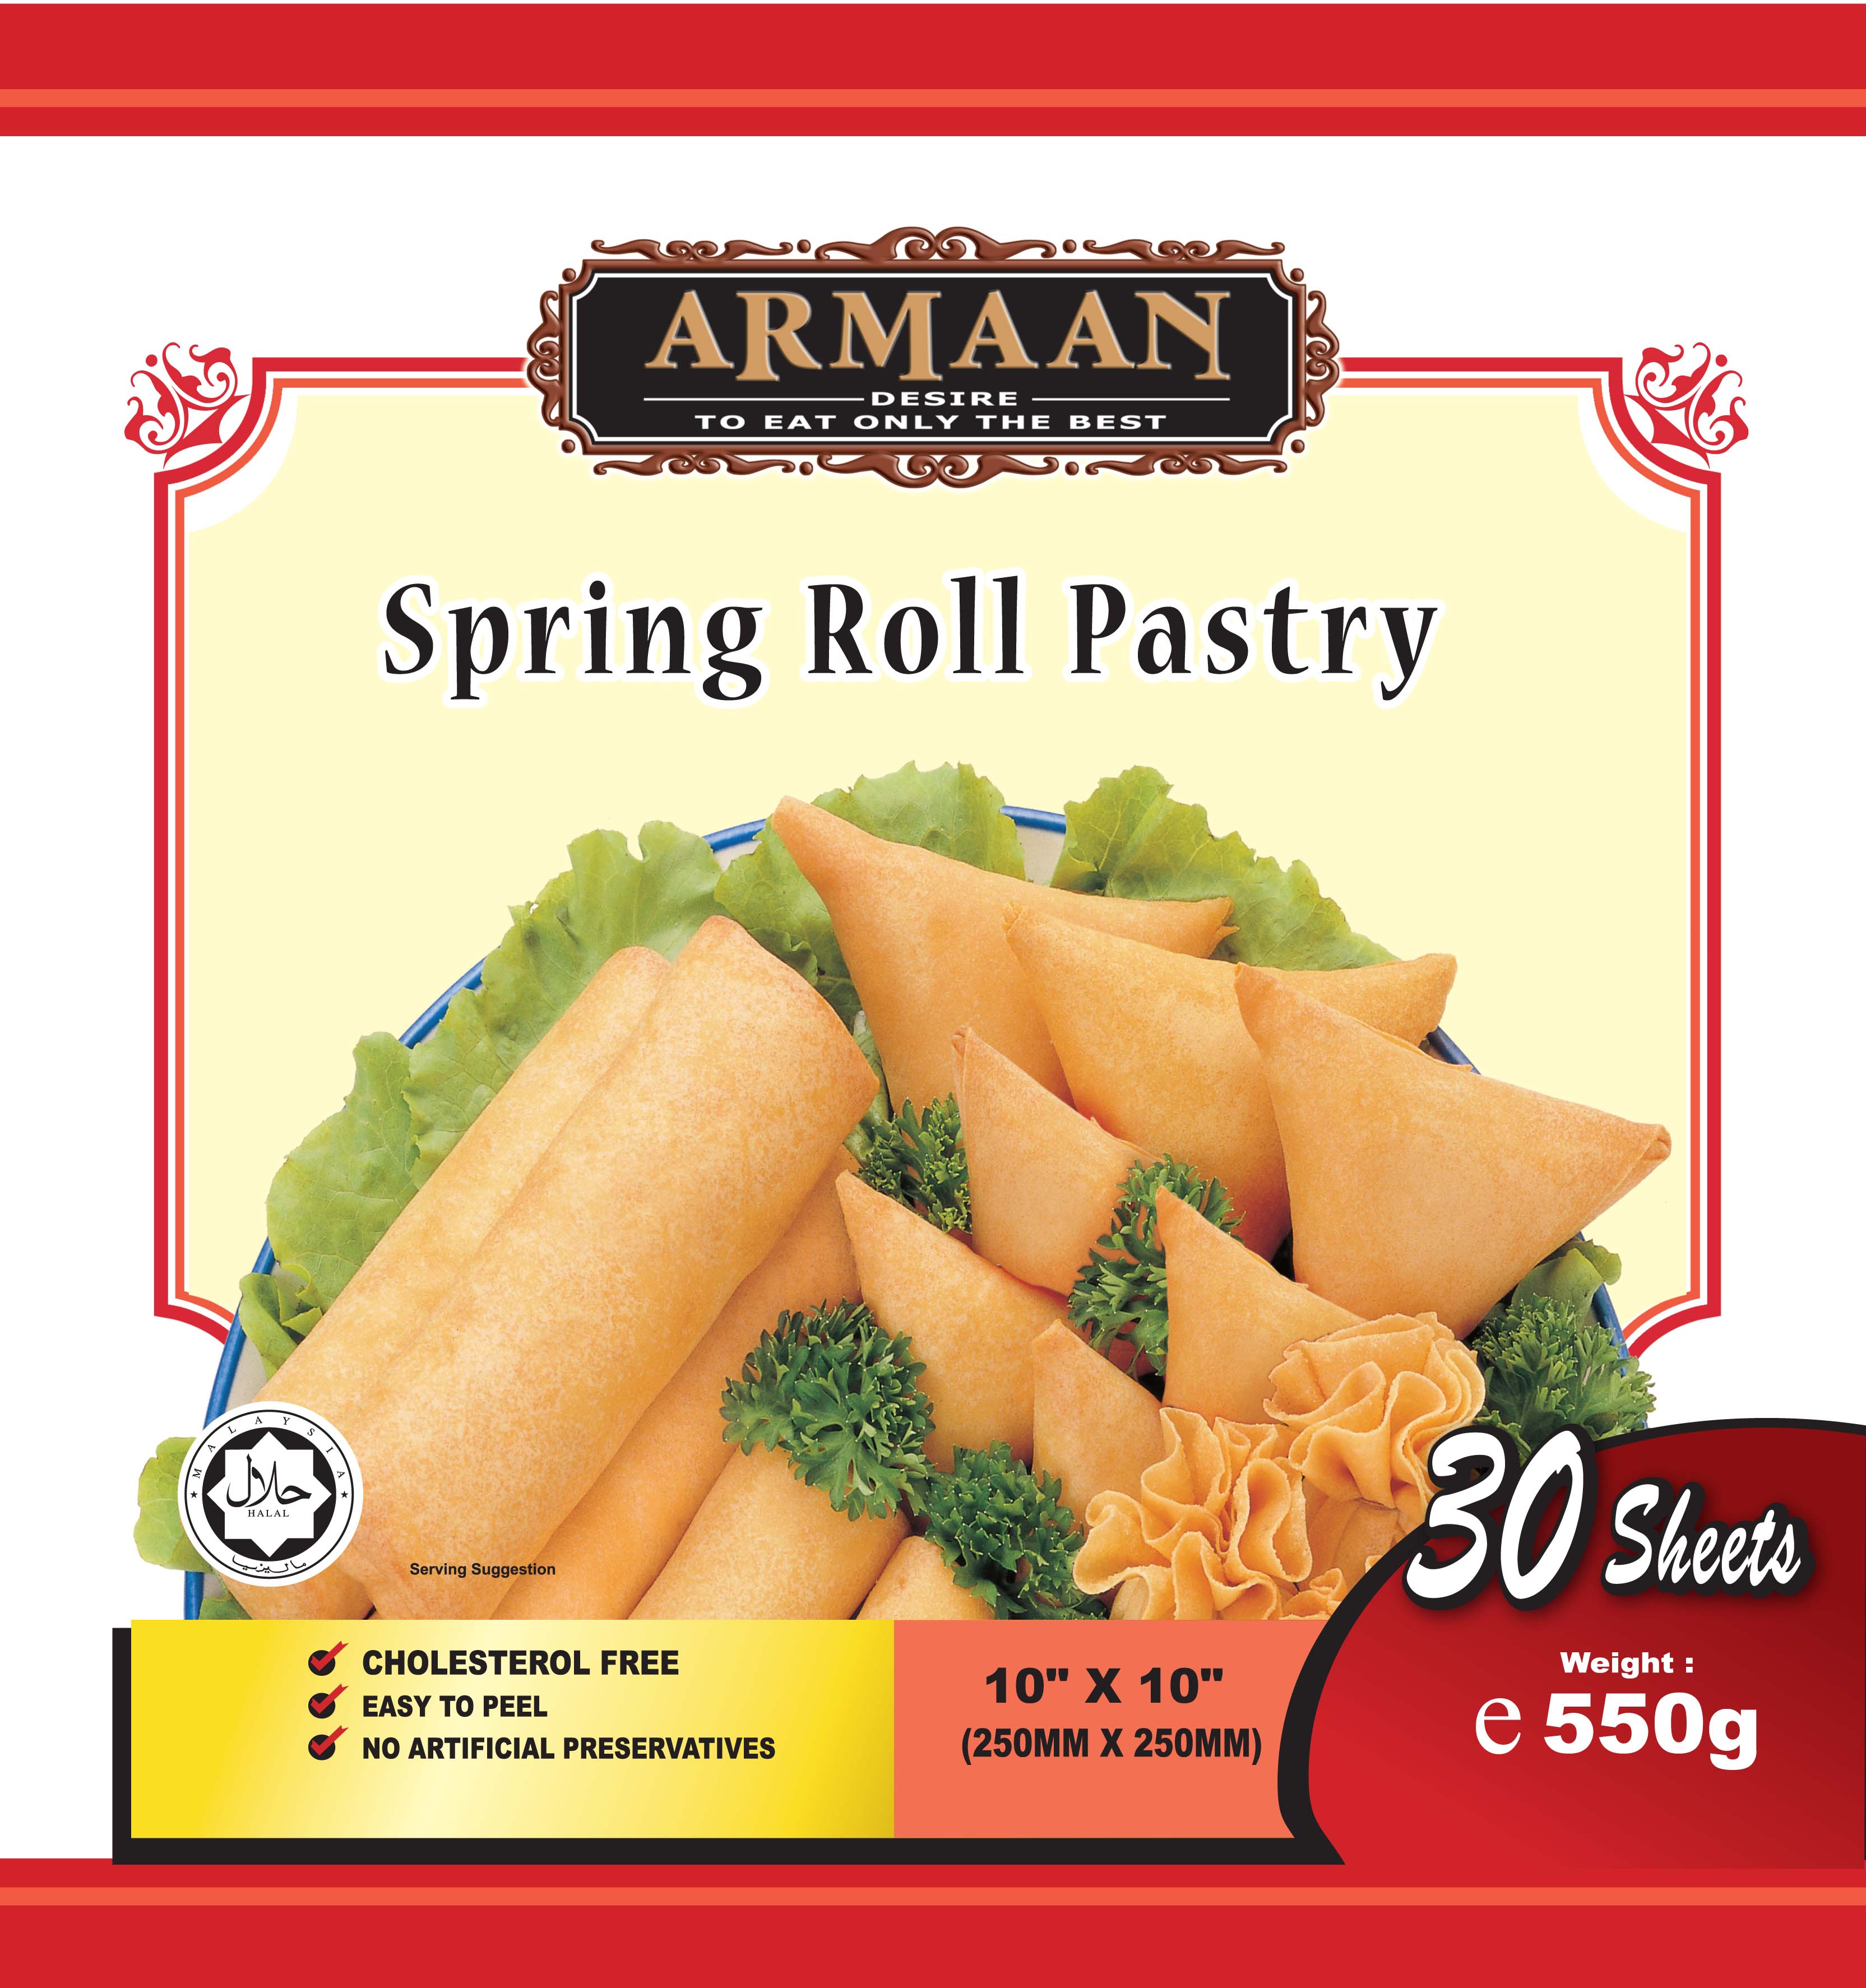 ARMAAN
DESIRE
TO EAT ONLY THE BEST
Spring Roll Pastry
MALAYSIA
حلال
HALAL
ماليزيا
Serving Suggestion
30 Sheets
CHOLESTEROL FREE
EASY TO PEEL
NO ARTIFICIAL PRESERVATIVES
10" X 10"
(250MM X 250MM)
Weight :
e 550g